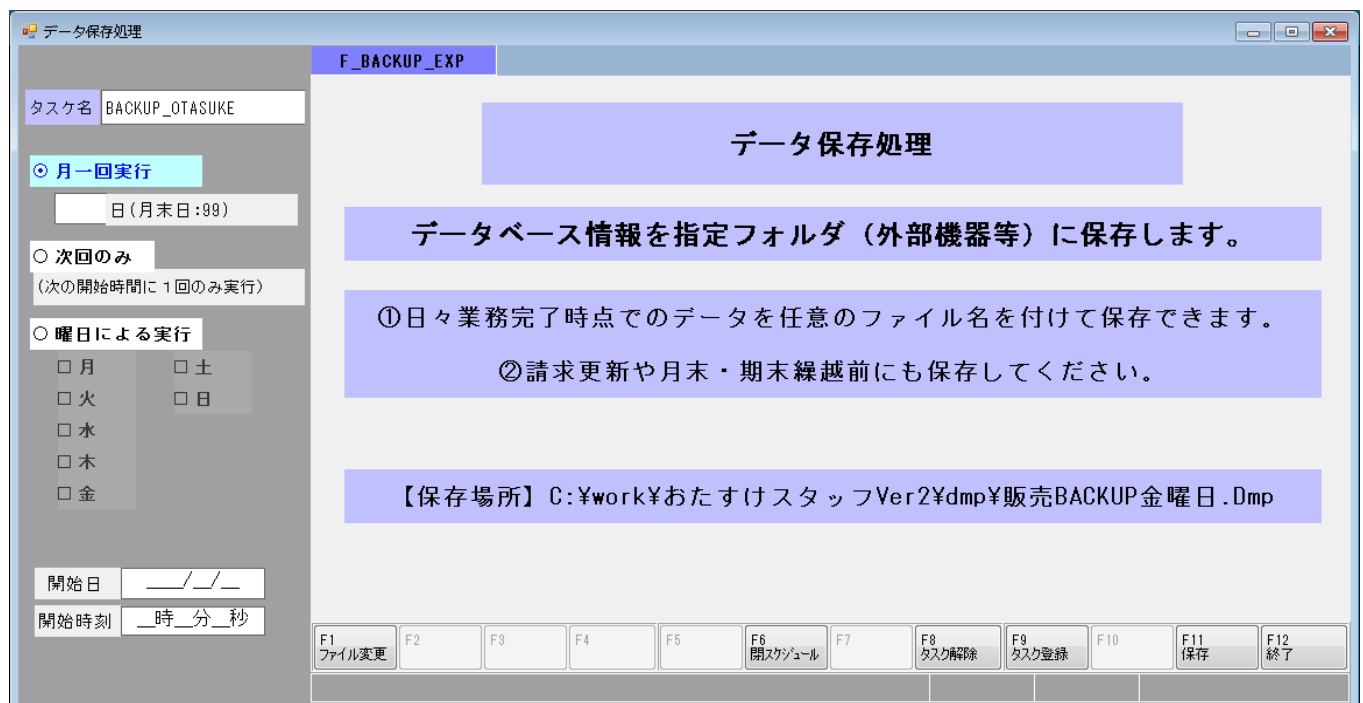 データ保存処理
F_BACKUP_EXP
タスケ名 BACKUP_OTASUKE
月一回実行
日(月末日:99)
次回のみ
(次の開始時間に1回のみ実行)
曜日による実行
月 土
火 日
水
木
金
開始日 ____/__/__
開始時刻 __時__分__秒
データ保存処理
データベース情報を指定フォルダ（外部機器等）に保存します。
①日々業務完了時点でのデータを任意のファイル名を付けて保存できます。
②請求更新や月末・期末繰越前にも保存してください。
【保存場所】C:¥work¥おたすけスタッフVer2¥dmp¥販売BACKUP金曜日.Dmp
F1 F2 F3 F4 F5 F6 F7 F8 F9 F10 F11 F12
ファイル変更 閉スケジュール タスク解除 タスク登録 保存 終了